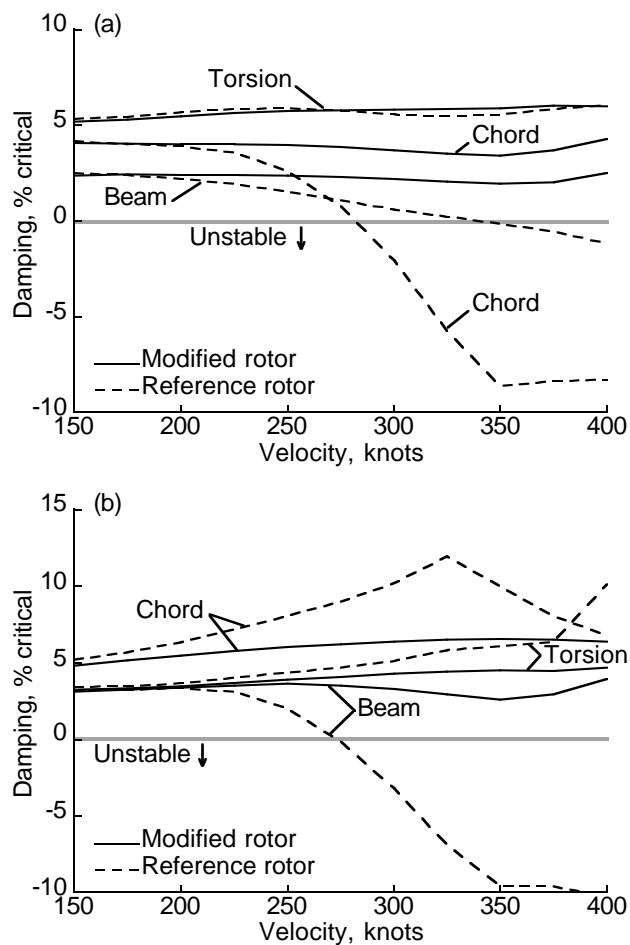 (a)
10
5
0
-5
-10
Damping, % critical
Torsion
Chord
Beam
Unstable
Chord
Modified rotor
Reference rotor
150 200 250 300 350 400
Velocity, knots
(b)
15
10
5
0
-5
-10
Damping, % critical
Chord
Torsion
Beam
Unstable
Modified rotor
Reference rotor
150 200 250 300 350 400
Velocity, knots